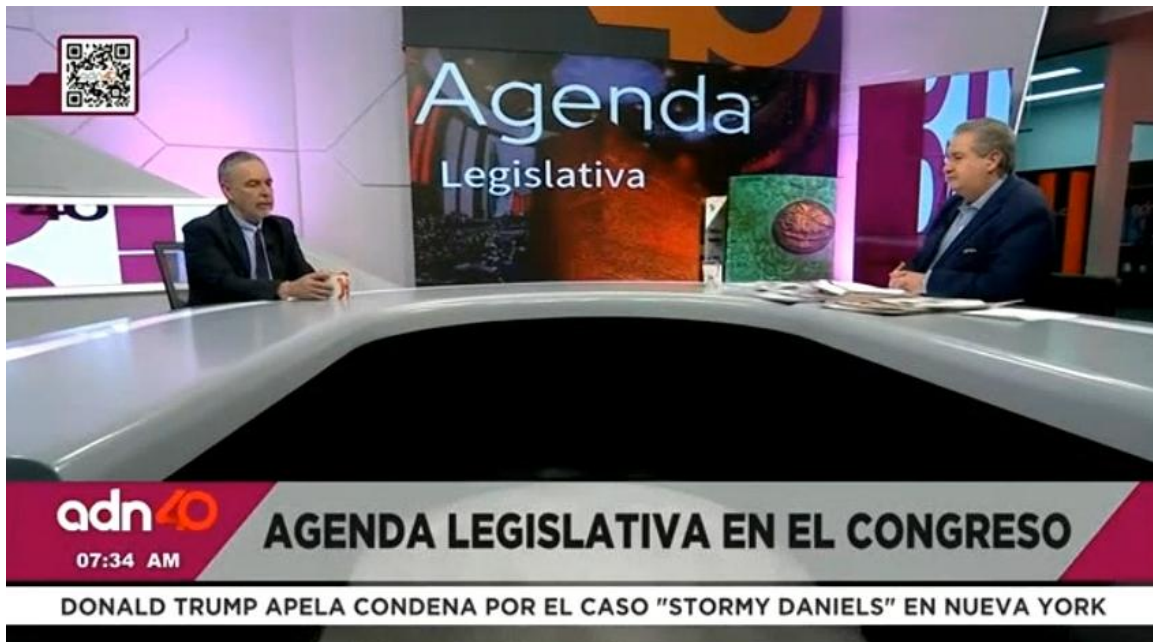 Agenda
Legislativa
40
adn40
07:34 AM
AGENDA LEGISLATIVA EN EL CONGRESO
DONALD TRUMP APELA CONDENA POR EL CASO "STORMY DANIELS" EN NUEVA YORK